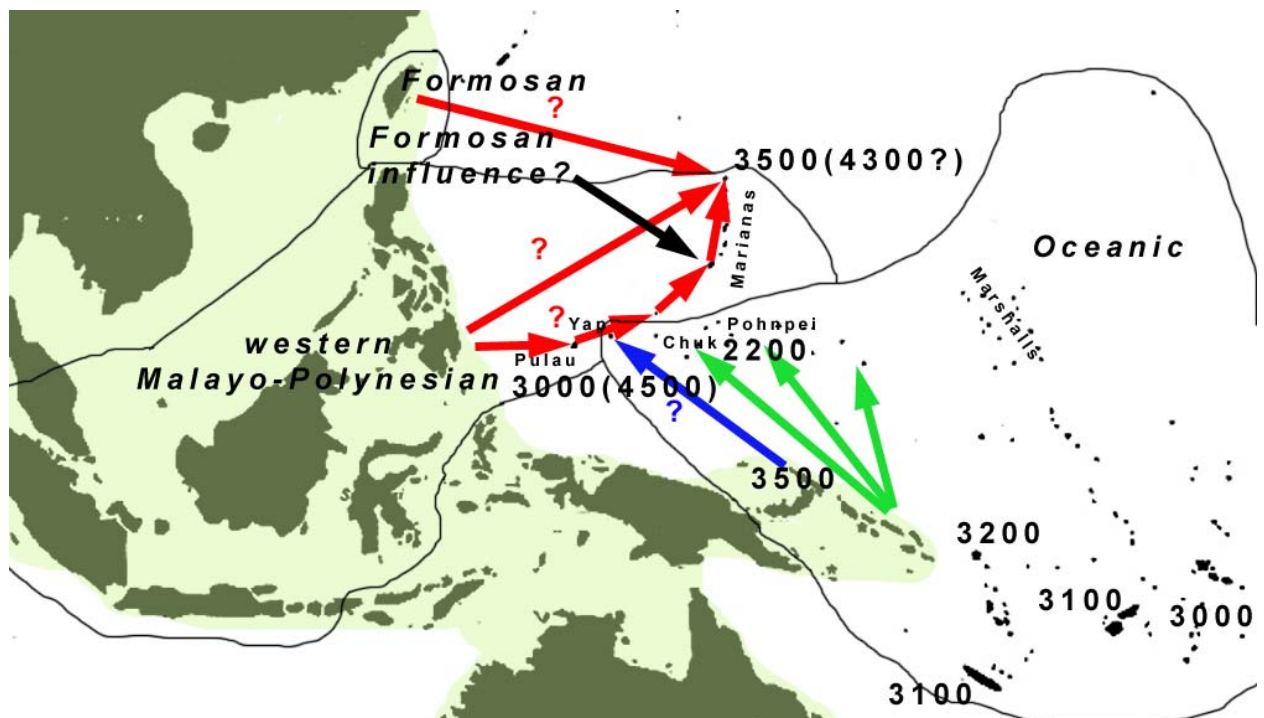 Formosan
?
Formosan
influence?
3500(4300?)
Marianas
?
Oceanic
Marshalls
?
Yap
Pohnpei
western
Chuk
2200
Pulau
Malayo-Polynesian
3000(4500)
?
3500
3200
3100
3000
3100